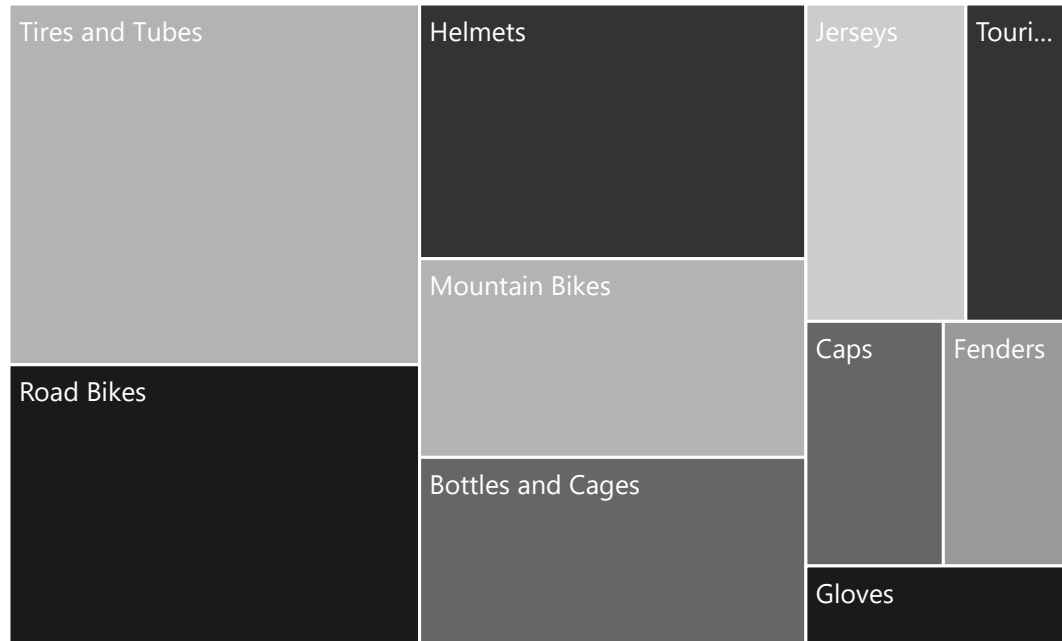 Tires and Tubes
Road Bikes
Helmets
Mountain Bikes
Bottles and Cages
Jerseys
Touri...
Caps
Fenders
Gloves